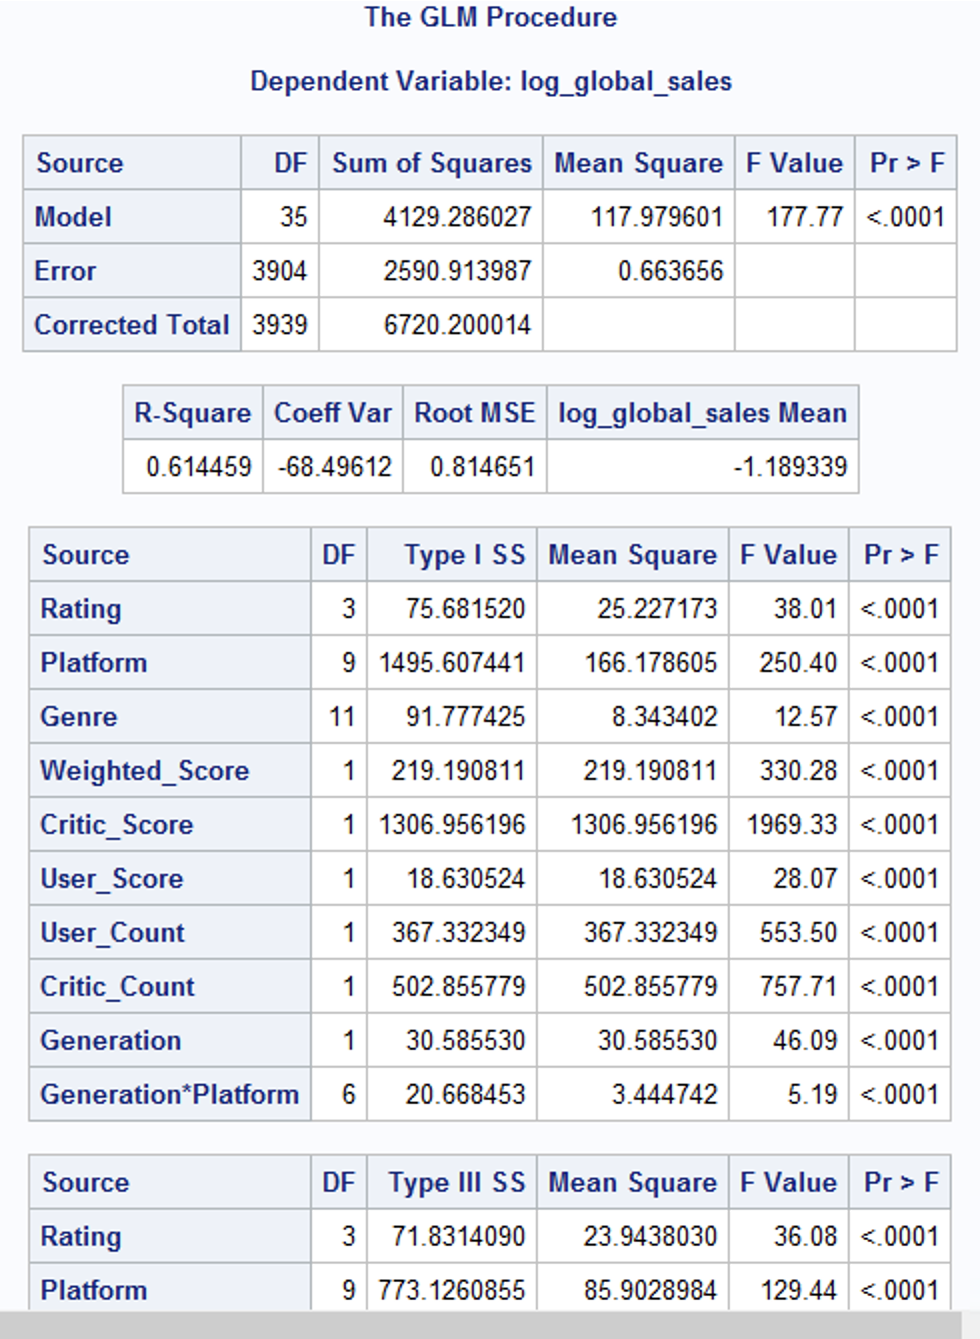 The GLM Procedure
Dependent Variable: log_global_sales
Source DF Sum of Squares Mean Square F Value Pr > F
Model 35 4129.286027 117.979601 177.77 <.0001
Error 3904 2590.913987 0.663656
Corrected Total 3939 6720.200014
R-Square Coeff Var Root MSE log_global_sales Mean
0.614459 -68.49612 0.814651 -1.189339
Source DF Type I SS Mean Square F Value Pr > F
Rating 3 75.681520 25.227173 38.01 <.0001
Platform 9 1495.607441 166.178605 250.40 <.0001
Genre 11 91.777425 8.343402 12.57 <.0001
Weighted_Score 1 219.190811 219.190811 330.28 <.0001
Critic_Score 1 1306.956196 1306.956196 1969.33 <.0001
User_Score 1 18.630524 18.630524 28.07 <.0001
User_Count 1 367.332349 367.332349 553.50 <.0001
Critic_Count 1 502.855779 502.855779 757.71 <.0001
Generation 1 30.585530 30.585530 46.09 <.0001
Generation*Platform 6 20.668453 3.444742 5.19 <.0001
Source DF Type III SS Mean Square F Value Pr > F
Rating 3 71.8314090 23.9438030 36.08 <.0001
Platform 9 773.1260855 85.9028984 129.44 <.0001